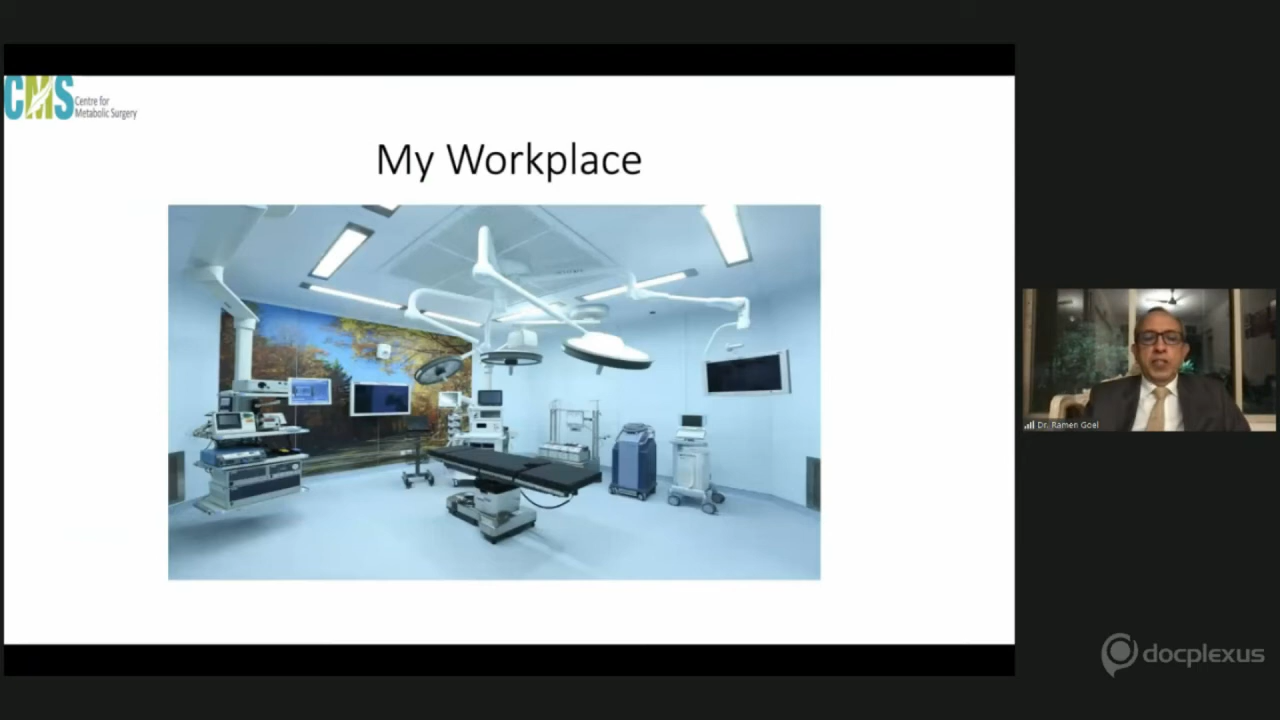 CMS
Centre for
Metabolic Surgery
My Workplace
Dr. Ramen Goel
docplexus